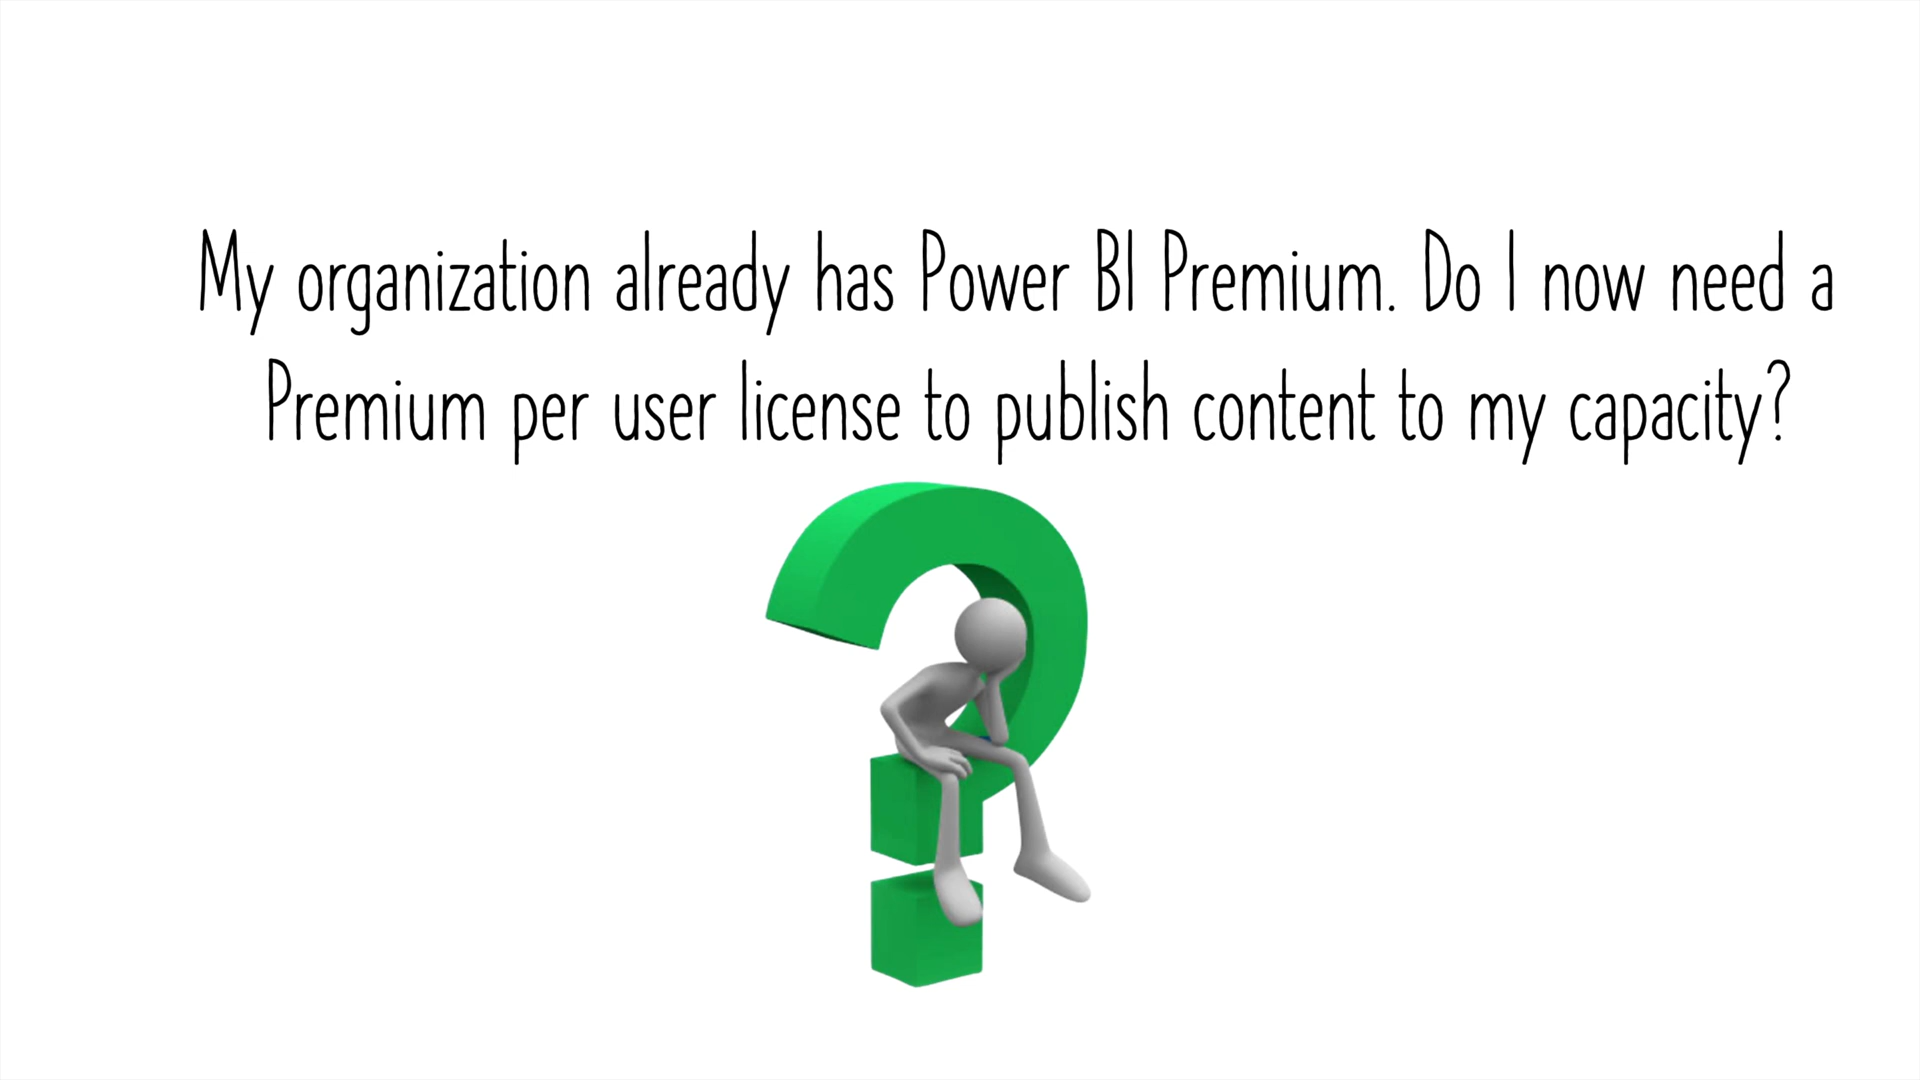 My organization already has Power BI Premium. Do I now need a
Premium per user license to publish content to my capacity?